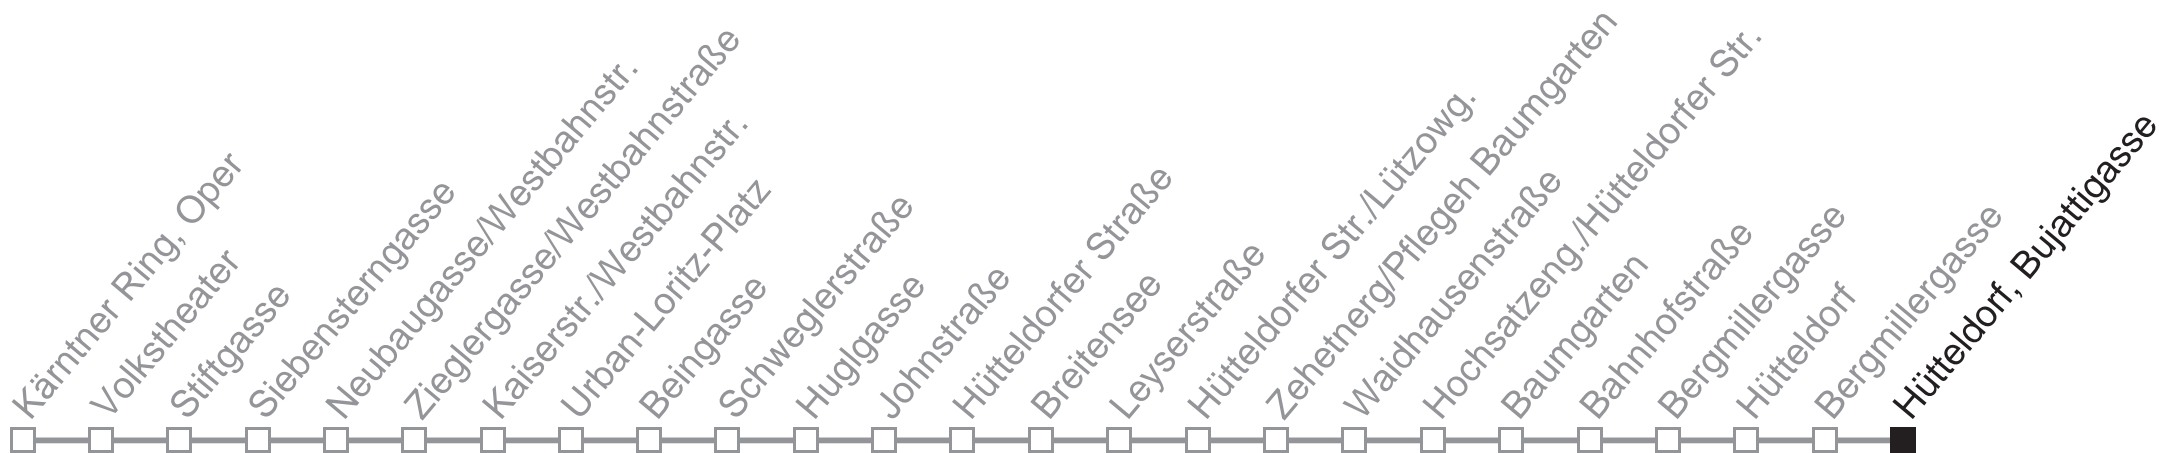 Kärntner Ring, Oper
Volkstheater
Stiftgasse
Siebensterngasse
Neubaugasse/Westbahnstr.
Zieglergasse/Westbahnstraße
Kaiserstr./Westbahnstr.
Urban-Loritz-Platz
Beingasse
Schweglerstraße
Huglgasse
Johnstraße
Hütteldorfer Straße
Breitensee
Leyserstraße
Hütteldorfer Str./Lützowg.
Zehetnerg/Pflegeh Baumgarten
Waidhausenstraße
Hochsatzeng./Hütteldorfer Str.
Baumgarten
Bahnhofstraße
Bergmillergasse
Hütteldorf
Bergmillergasse
Hütteldorf, Bujattigasse